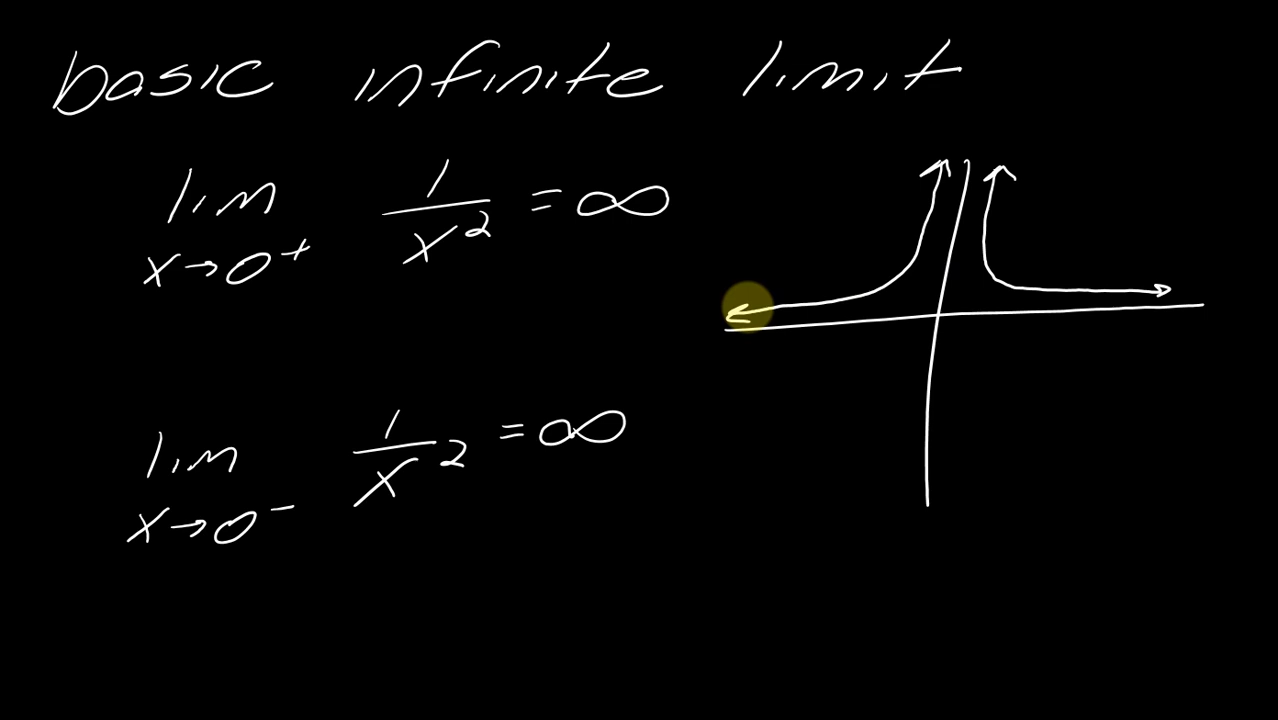 basic infinite limit
lim x→0⁺ 1/x² = ∞
lim x→0⁻ 1/x² = ∞